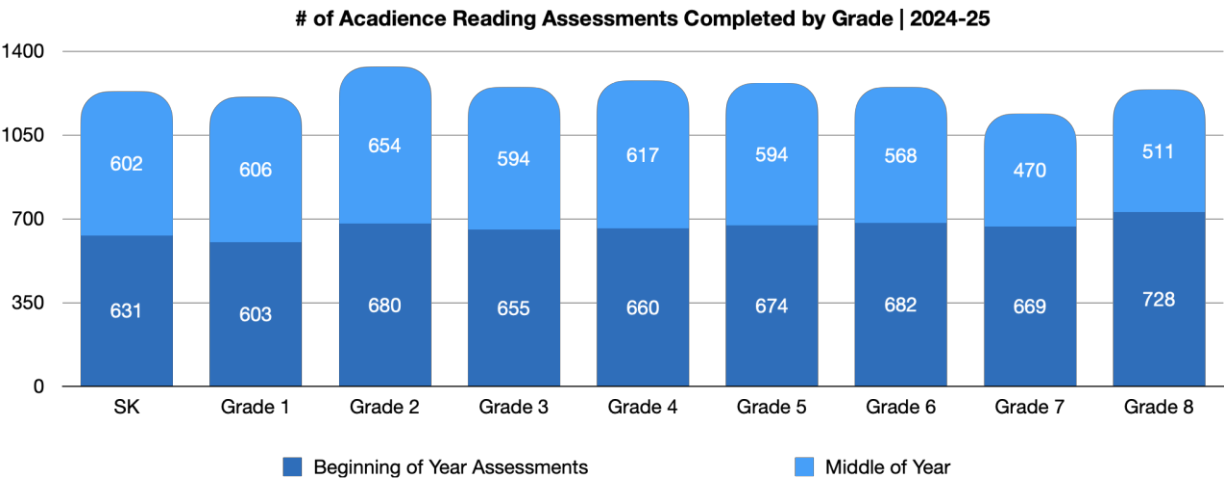 # of Acadience Reading Assessments Completed by Grade | 2024-25
1400
1050
700
350
0
602 606 654 594 617 594 568 470 511
631 603 680 655 660 674 682 669 728
SK Grade 1 Grade 2 Grade 3 Grade 4 Grade 5 Grade 6 Grade 7 Grade 8
Beginning of Year Assessments Middle of Year